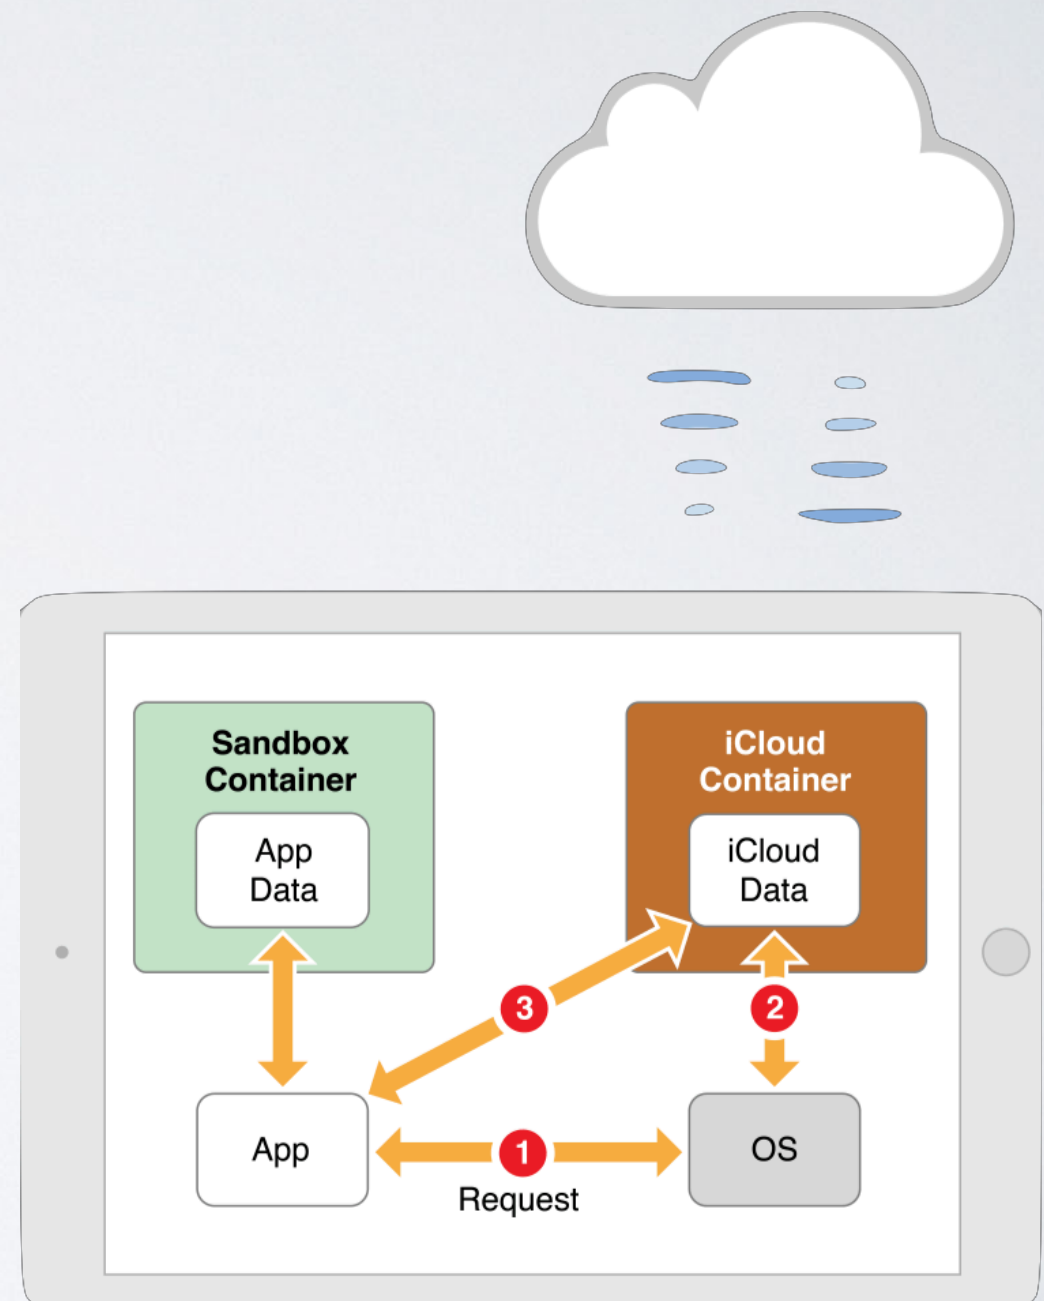 Sandbox
Container
App
Data
iCloud
Container
iCloud
Data
3
2
App
1
Request
OS